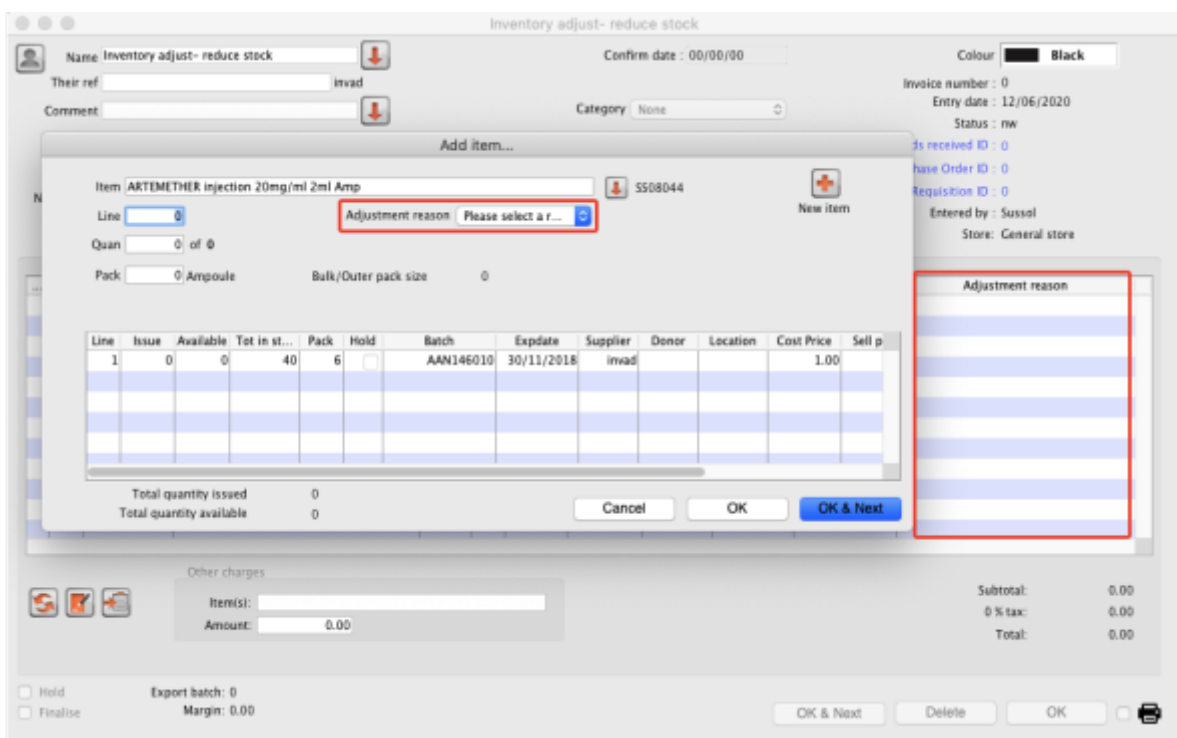 Inventory adjust- reduce stock
Name Inventory adjust- reduce stock
Confirm date : 00/00/00
Colour Black
Their ref invad
Invoice number : 0
Comment
Category None
Entry date : 12/06/2020
Status : nw
ds received ID : 0
hase Order ID : 0
Requisition ID : 0
Entered by : Sussol
Store: General store
Add item...
Item ARTEMETHER injection 20mg/ml 2ml Amp
SS08044
New item
Line 0
Adjustment reason Please select a r...
Quan 0 of 0
Pack 0 Ampoule
Bulk/Outer pack size 0
N
...
Adjustment reason
Line Issue Available Tot in st... Pack Hold Batch Expdate Supplier Donor Location Cost Price Sell p
1 0 0 40 6 AAN146010 30/11/2018 invad 1.00
Total quantity issued 0
Total quantity available 0
Cancel OK OK & Next
Other charges
Item(s):
Amount: 0.00
Subtotal: 0.00
0 % tax: 0.00
Total: 0.00
Hold
Export batch: 0
Finalise
Margin: 0.00
OK & Next Delete OK